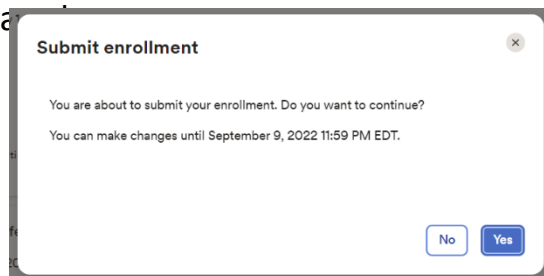 Submit enrollment
You are about to submit your enrollment. Do you want to continue?
You can make changes until September 9, 2022 11:59 PM EDT.
No Yes